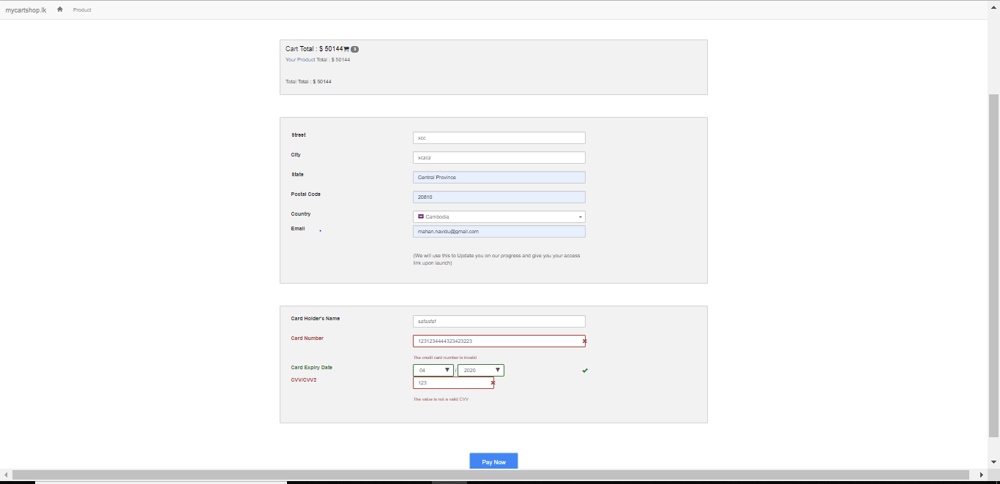 mycartshop.lk Product
Cart Total : $ 50144 3
Your Product Total : $ 50144
Total Total : $ 50144
Street xcc
City xczcz
State Central Province
Postal Code 20810
Country Cambodia
Email mahan.navidu@gmail.com
(We will use this to Update you on our progress and give you your access
link upon launch)
Card Holder's Name safasfaf
Card Number 1231234444323423223
The credit card number is invalid
Card Expiry Date 04 / 2020
CVV/CVV2 123
The value is not a valid CVV
Pay Now